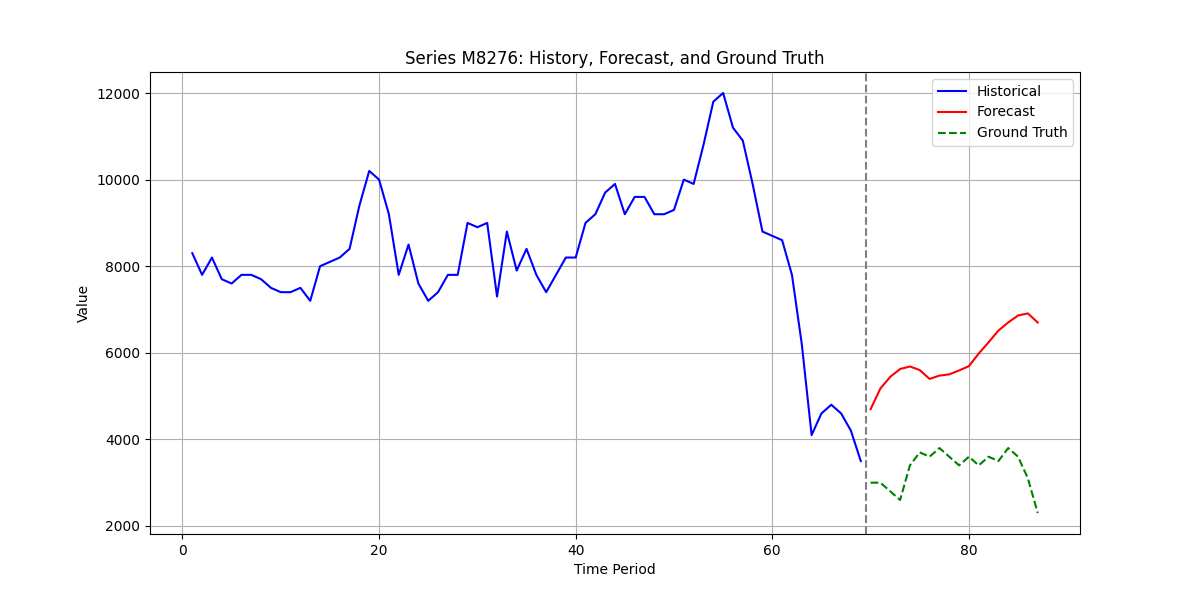 Series M8276: History, Forecast, and Ground Truth
Historical
Forecast
Ground Truth
12000
10000
8000
6000
4000
2000
Value
0
20
40
60
80
Time Period